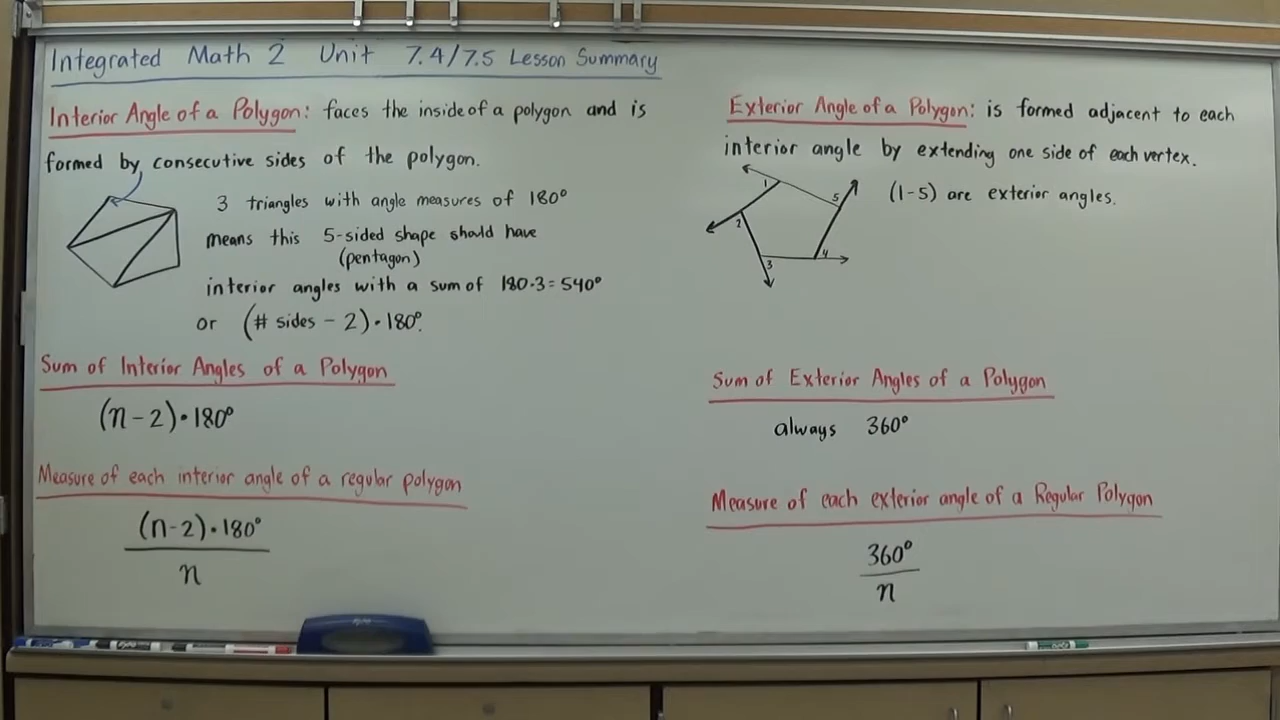 Integrated Math 2 Unit 7.4/7.5 Lesson Summary
Interior Angle of a Polygon: faces the inside of a polygon and is
formed by consecutive sides of the polygon.
3 triangles with angle measures of 180°
means this 5-sided shape should have
(pentagon)
interior angles with a sum of 180·3=540°
or (# sides - 2)·180°.
Sum of Interior Angles of a Polygon
(n-2)·180°
Measure of each interior angle of a regular polygon
(n-2)·180°
n
Exterior Angle of a Polygon: is formed adjacent to each
interior angle by extending one side of each vertex.
1
5
(1-5) are exterior angles.
2
3
4
Sum of Exterior Angles of a Polygon
always 360°
Measure of each exterior angle of a Regular Polygon
360°
n